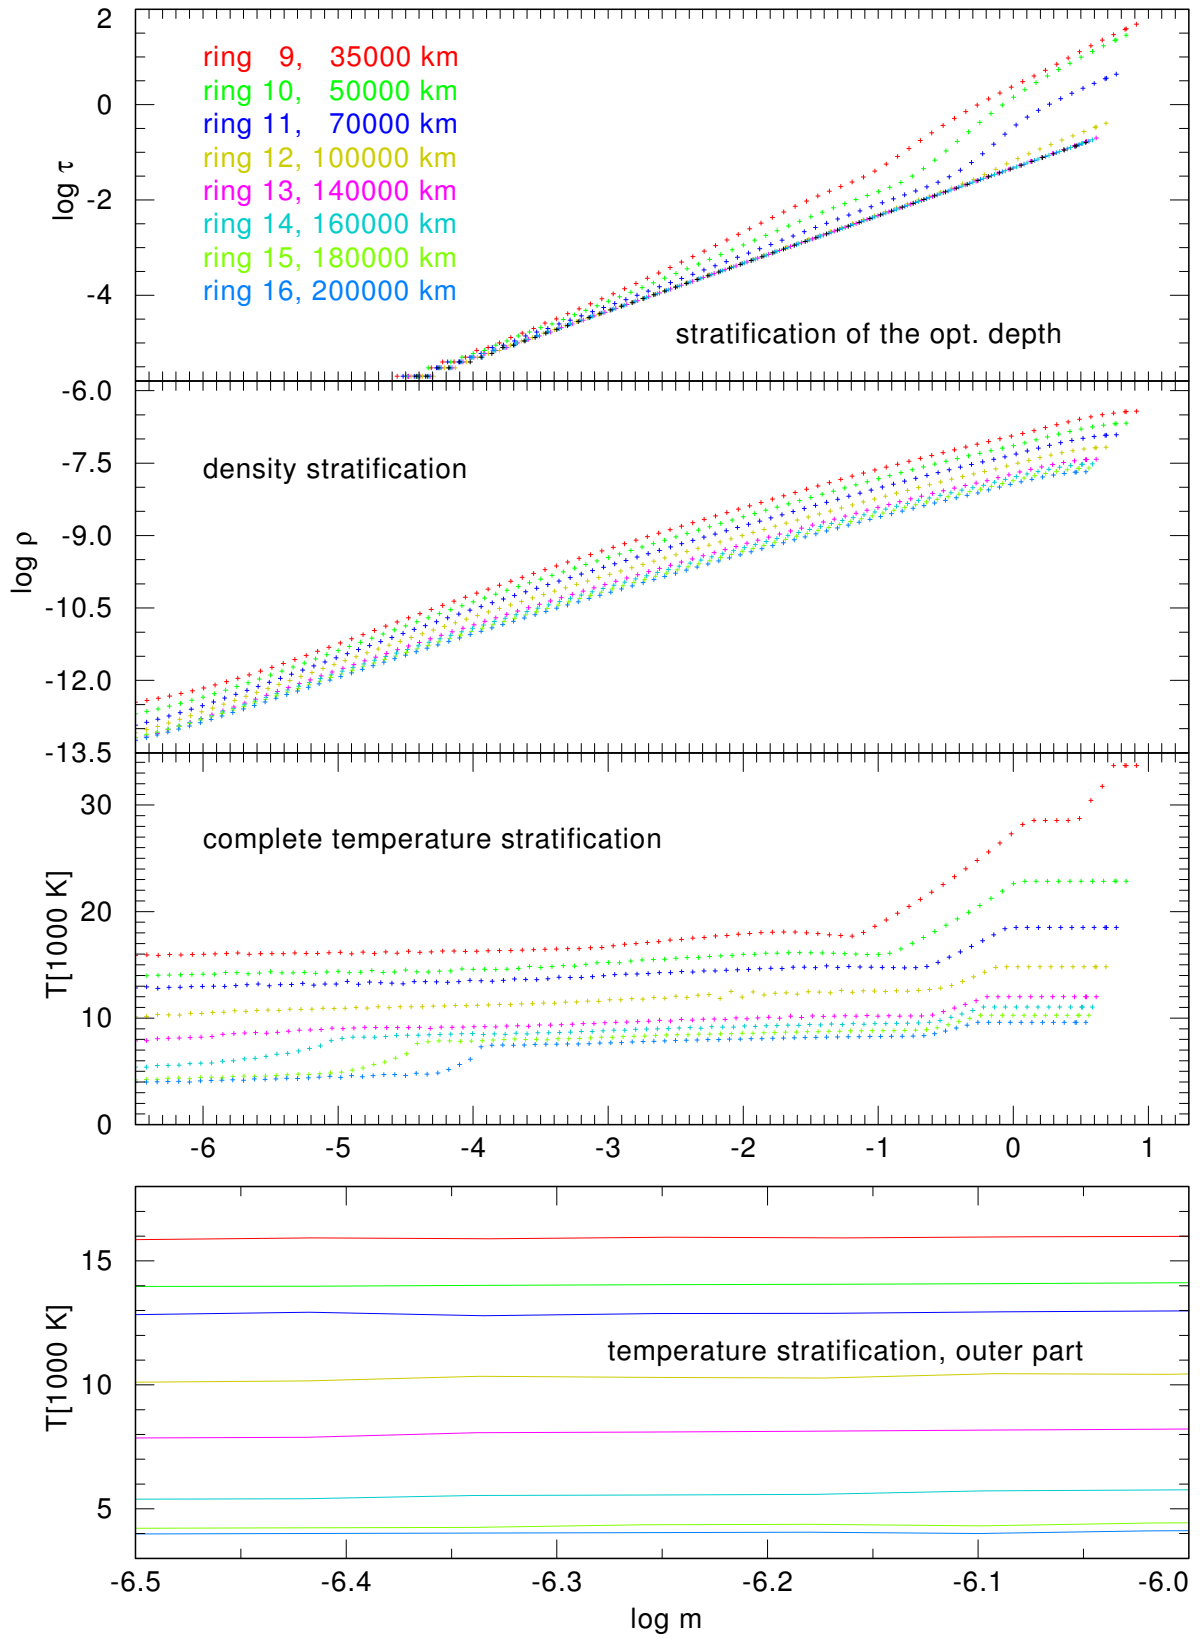 2
0
-2
-4
log τ
ring 9, 35000 km
ring 10, 50000 km
ring 11, 70000 km
ring 12, 100000 km
ring 13, 140000 km
ring 14, 160000 km
ring 15, 180000 km
ring 16, 200000 km
stratification of the opt. depth
-6.0
-7.5
-9.0
-10.5
-12.0
-13.5
log ρ
density stratification
30
20
10
0
T[1000 K]
complete temperature stratification
-6 -5 -4 -3 -2 -1 0 1
15
10
5
T[1000 K]
temperature stratification, outer part
-6.5 -6.4 -6.3 -6.2 -6.1 -6.0
log m